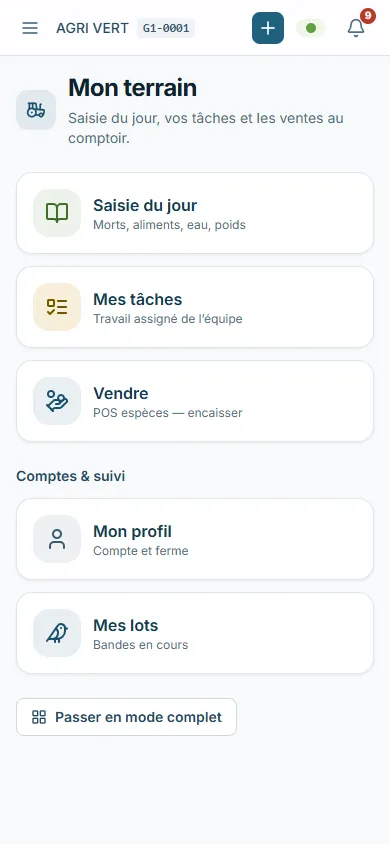 AGRI VERT G1-0001 9
Mon terrain
Saisie du jour, vos tâches et les ventes au
comptoir.
Saisie du jour
Morts, aliments, eau, poids
Mes tâches
Travail assigné de l’équipe
Vendre
POS espèces — encaisser
Comptes & suivi
Mon profil
Compte et ferme
Mes lots
Bandes en cours
Passer en mode complet